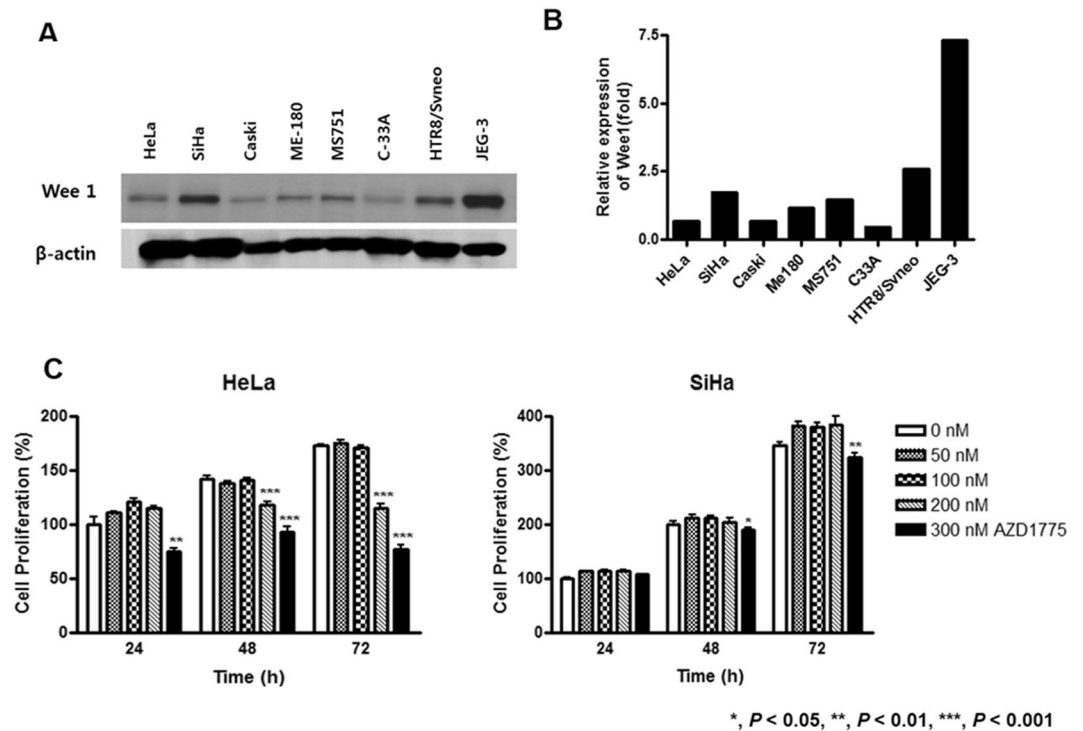 A
HeLa
SiHa
Caski
ME-180
MS751
C-33A
HTR8/Svneo
JEG-3
Wee 1
β-actin
B
Relative expression
of Wee1(fold)
7.5
5.0
2.5
0.0
HeLa
SiHa
Caski
Me180
MS751
C33A
HTR8/Svneo
JEG-3
C
HeLa
Cell Proliferation (%)
200
150
100
50
0
**
***
***
***
***
24
48
72
Time (h)
SiHa
Cell Proliferation (%)
400
300
200
100
0
*
**
24
48
72
Time (h)
0 nM
50 nM
100 nM
200 nM
300 nM AZD1775
*, P < 0.05, **, P < 0.01, ***, P < 0.001